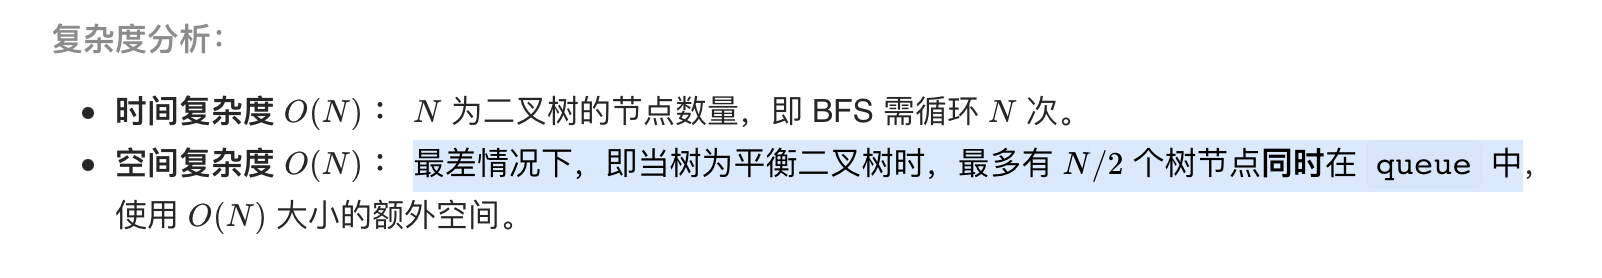 复杂度分析：
• 时间复杂度 O(N)： N 为二叉树的节点数量，即 BFS 需循环 N 次。
• 空间复杂度 O(N)： 最差情况下，即当树为平衡二叉树时，最多有 N/2 个树节点同时在 queue 中，
使用 O(N) 大小的额外空间。